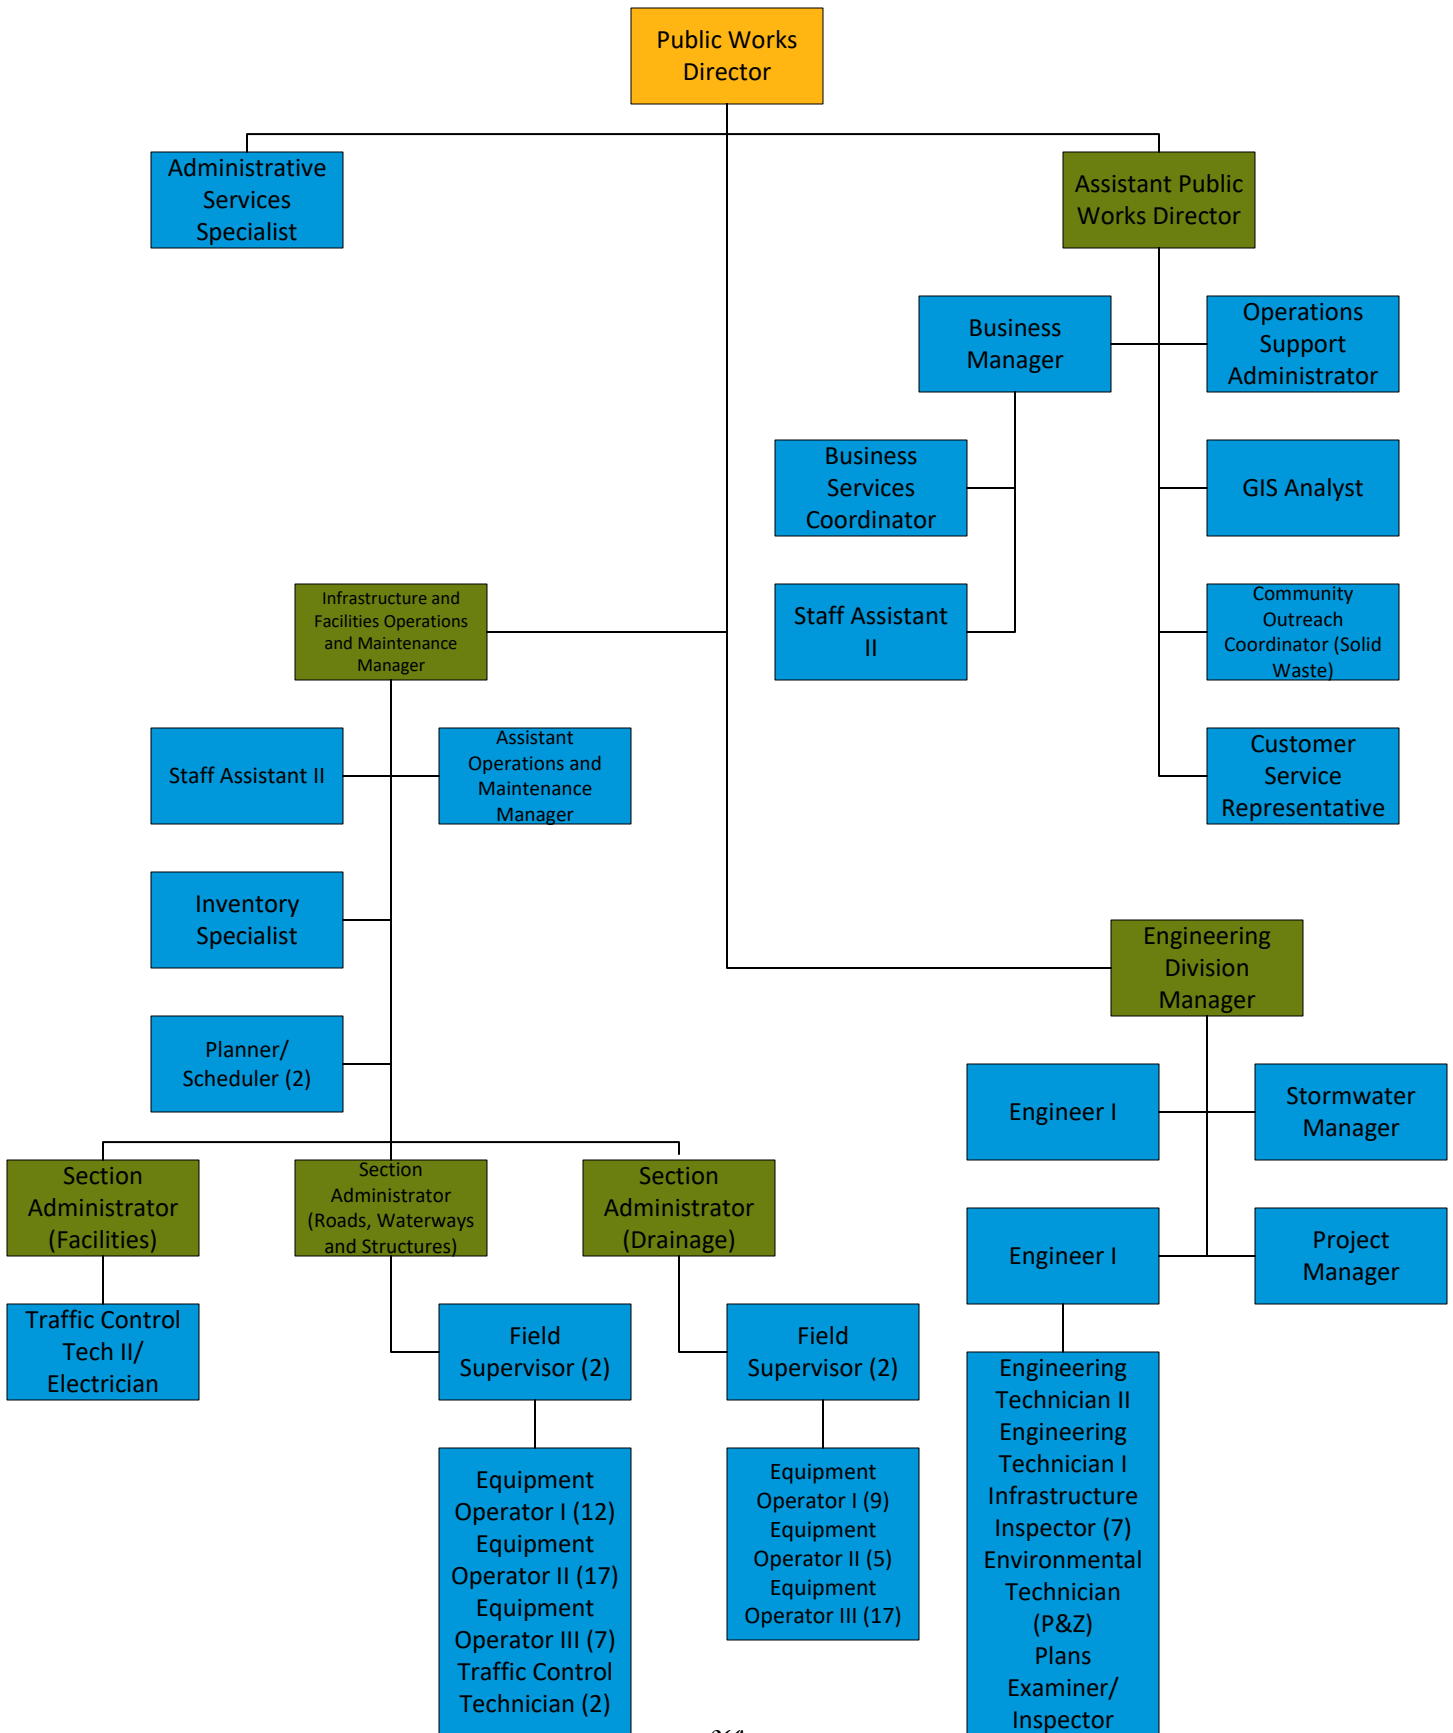 Public Works
Director
Administrative
Services
Specialist
Assistant Public
Works Director
Business
Manager
Operations
Support
Administrator
Business
Services
Coordinator
GIS Analyst
Infrastructure and
Facilities Operations
and Maintenance
Manager
Staff Assistant
II
Community
Outreach
Coordinator (Solid
Waste)
Staff Assistant II
Assistant
Operations and
Maintenance
Manager
Customer
Service
Representative
Inventory
Specialist
Engineering
Division
Manager
Planner/
Scheduler (2)
Engineer I
Stormwater
Manager
Section
Administrator
(Facilities)
Section
Administrator
(Roads, Waterways
and Structures)
Section
Administrator
(Drainage)
Engineer I
Project
Manager
Traffic Control
Tech II/
Electrician
Field
Supervisor (2)
Field
Supervisor (2)
Engineering
Technician II
Engineering
Technician I
Infrastructure
Inspector (7)
Environmental
Technician
(P&Z)
Plans
Examiner/
Inspector
Equipment
Operator I (12)
Equipment
Operator II (17)
Equipment
Operator III (7)
Traffic Control
Technician (2)
Equipment
Operator I (9)
Equipment
Operator II (5)
Equipment
Operator III (17)